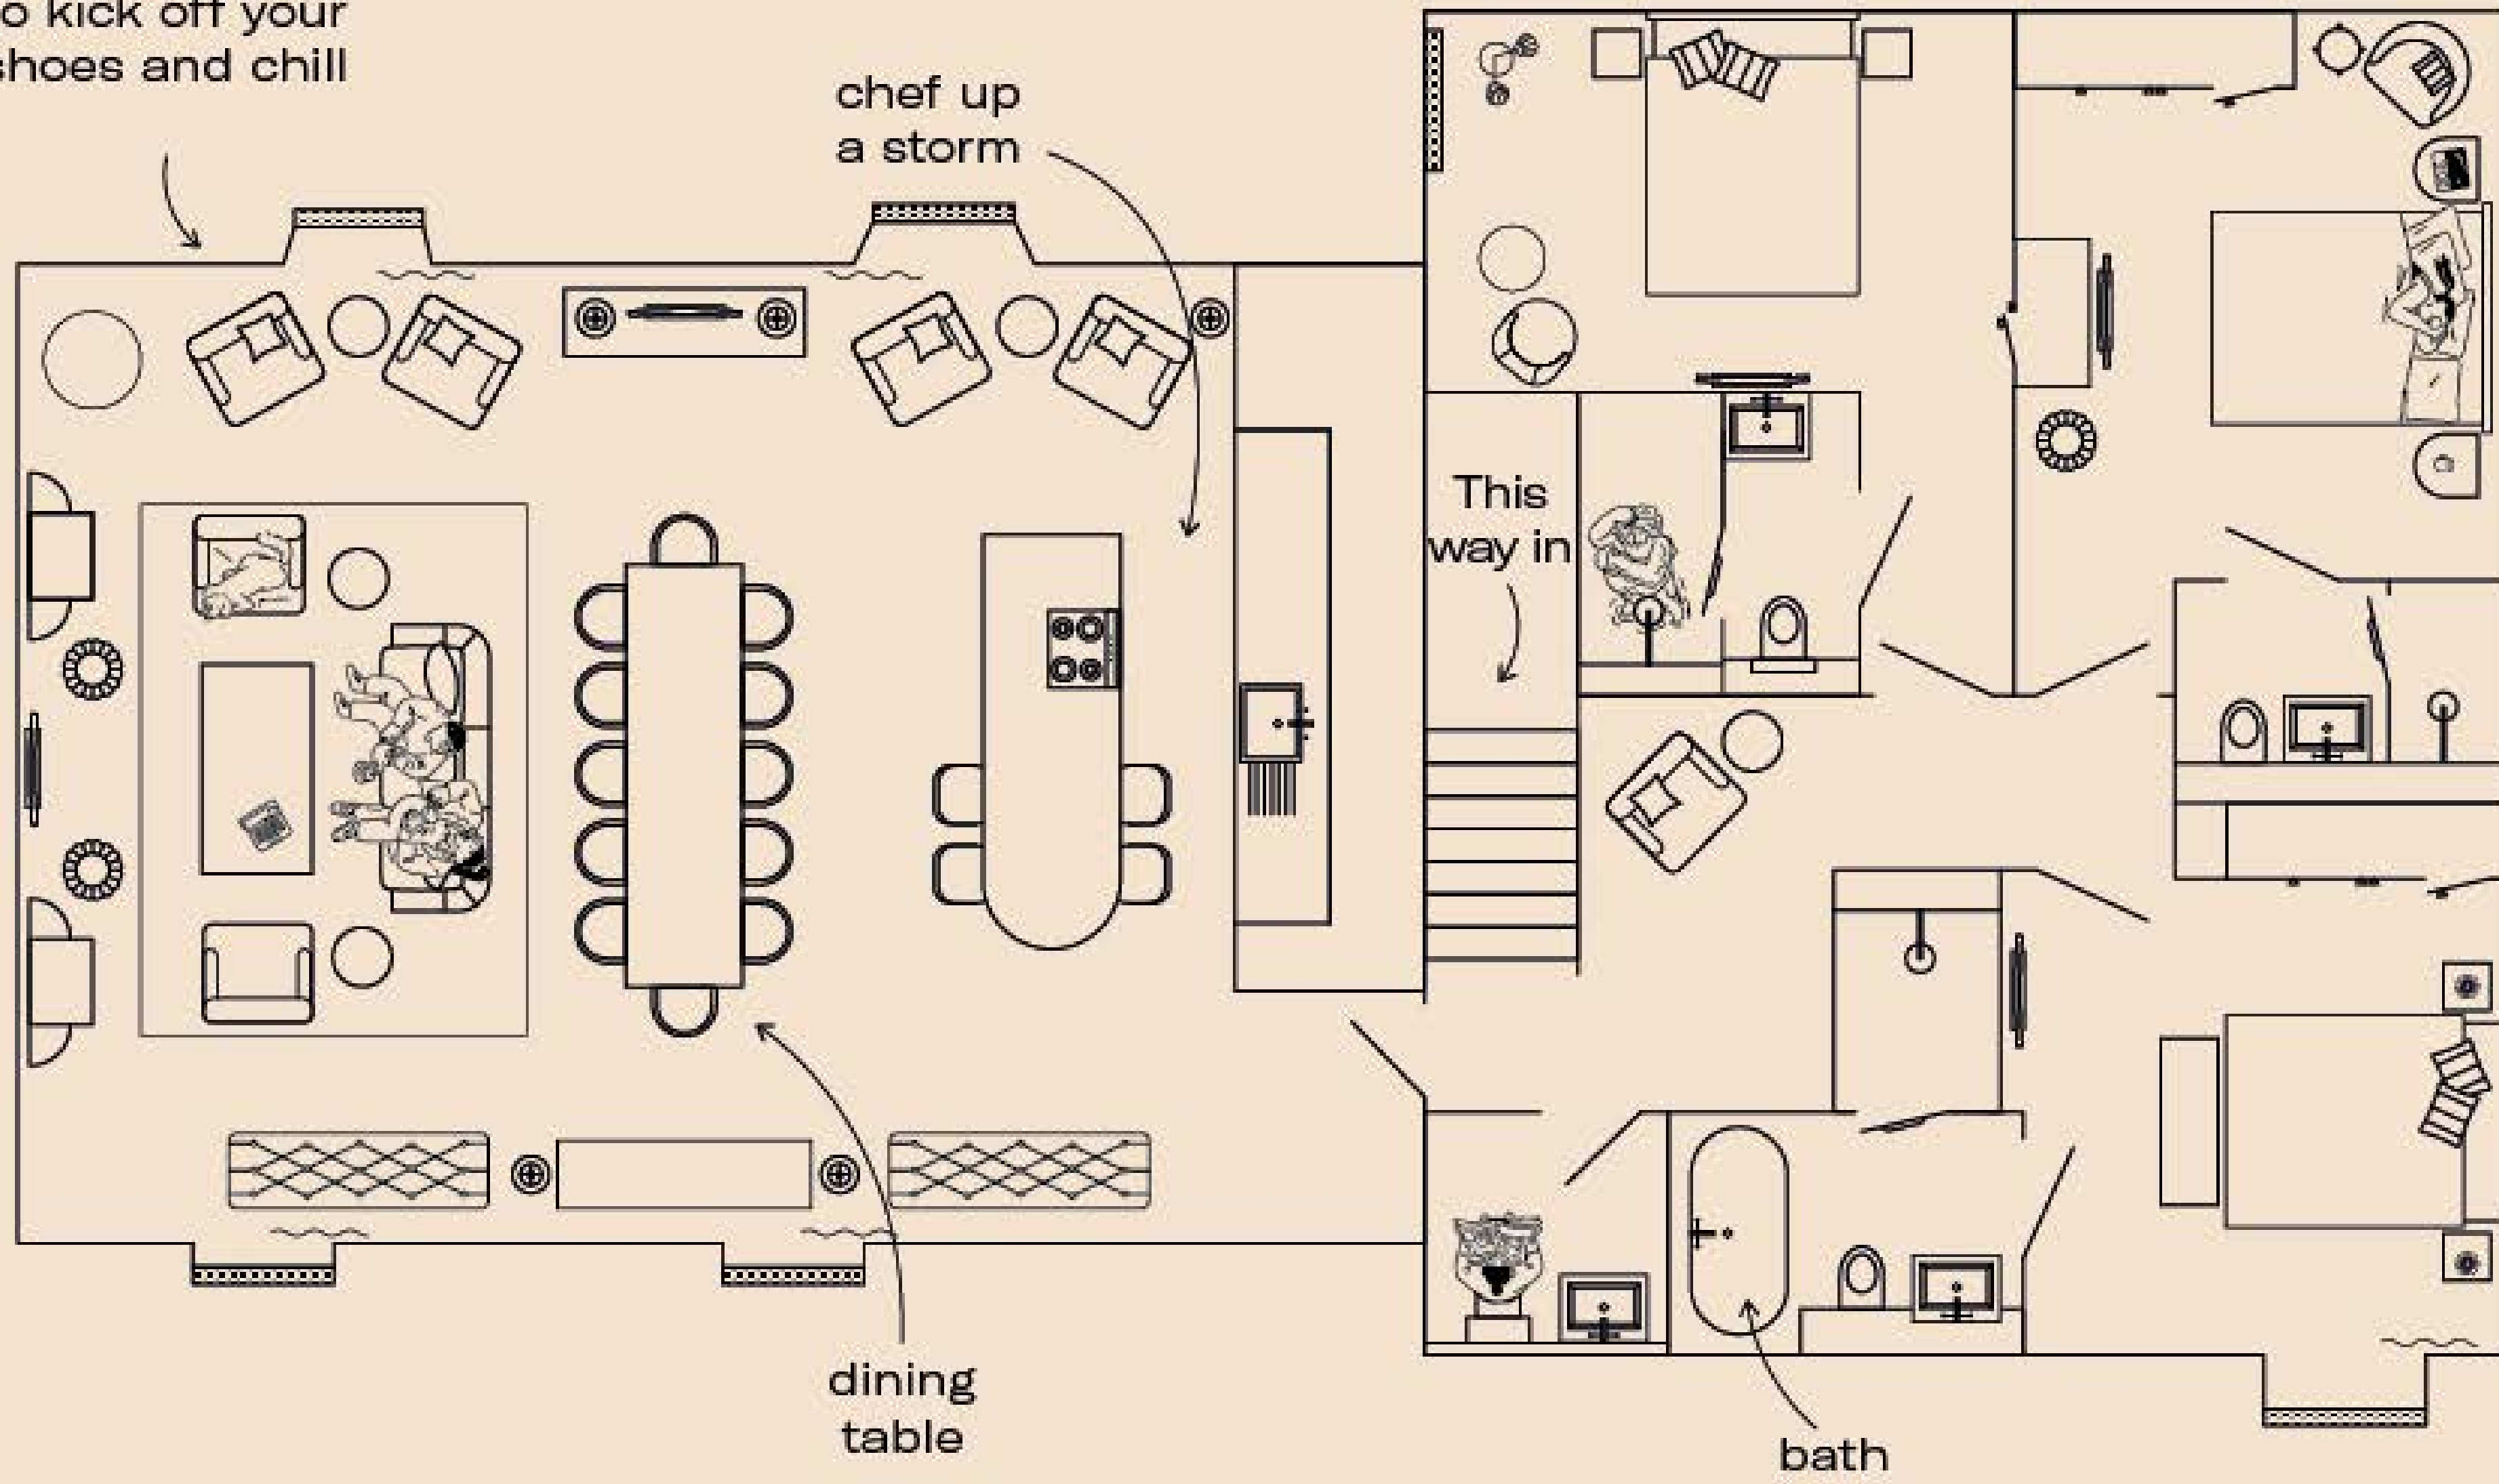 o kick off your
shoes and chill
chef up
a storm
This
way in
dining
table
bath